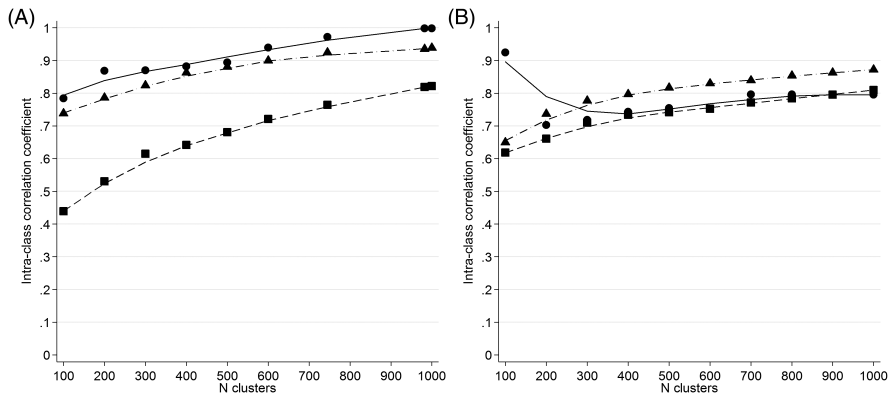 (A)
Intra-class correlation coefficient
1
.9
.8
.7
.6
.5
.4
.3
.2
.1
0
100 200 300 400 500 600 700 800 900 1000
N clusters
(B)
Intra-class correlation coefficient
1
.9
.8
.7
.6
.5
.4
.3
.2
.1
0
100 200 300 400 500 600 700 800 900 1000
N clusters